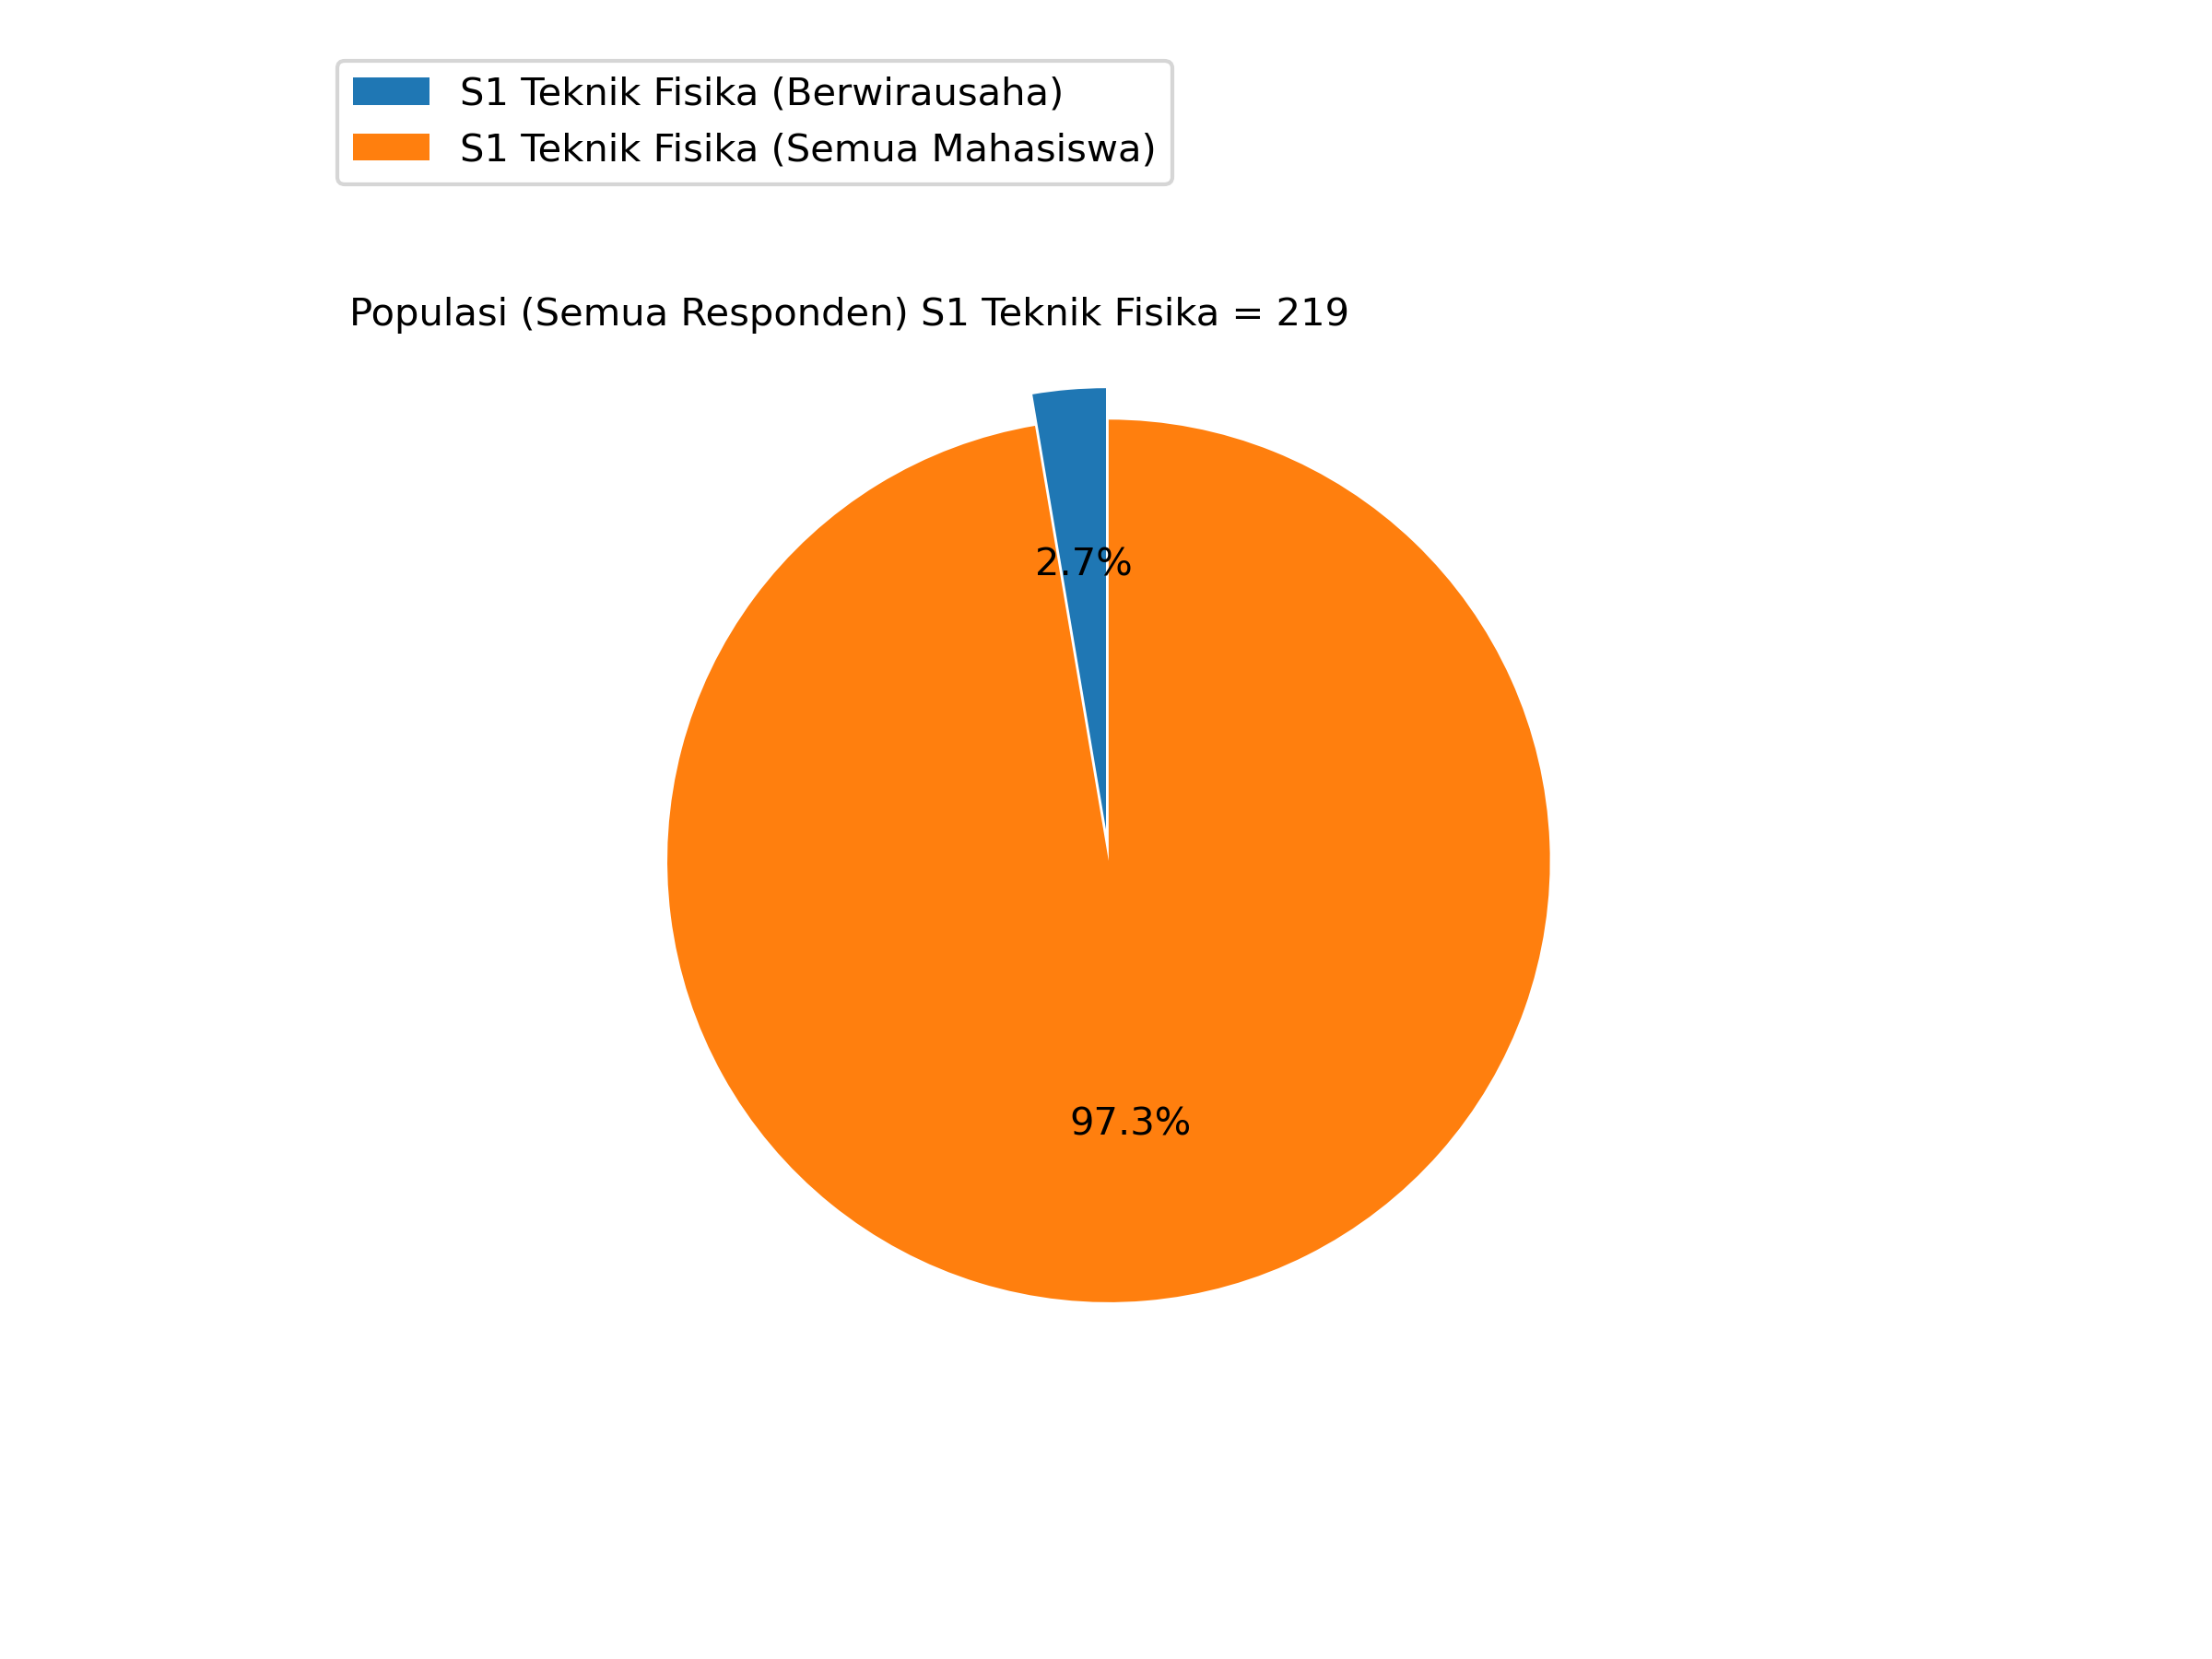 S1 Teknik Fisika (Berwirausaha)
S1 Teknik Fisika (Semua Mahasiswa)
Populasi (Semua Responden) S1 Teknik Fisika = 219
2.7%
97.3%